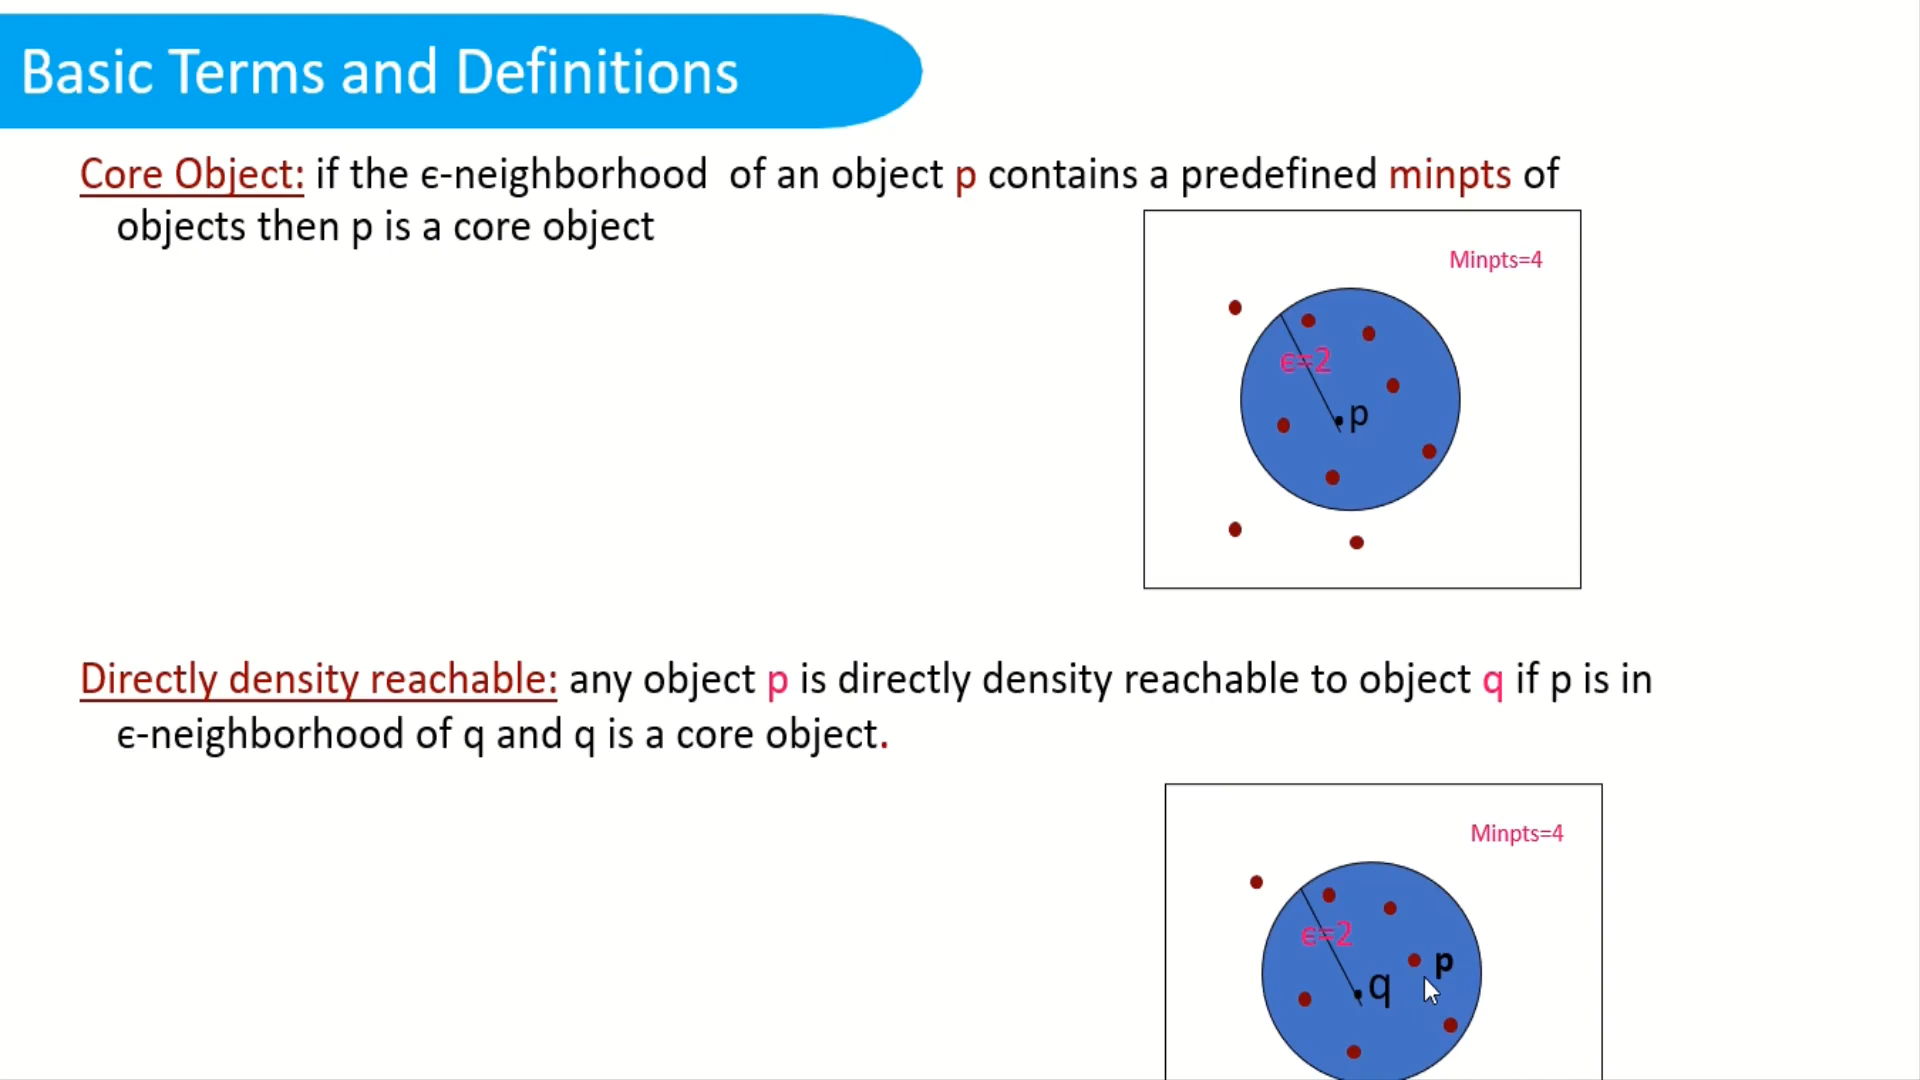 Basic Terms and Definitions
Core Object: if the ϵ-neighborhood of an object p contains a predefined minpts of
objects then p is a core object
Minpts=4
ϵ=2
p
Directly density reachable: any object p is directly density reachable to object q if p is in
ϵ-neighborhood of q and q is a core object.
Minpts=4
ϵ=2
p
q